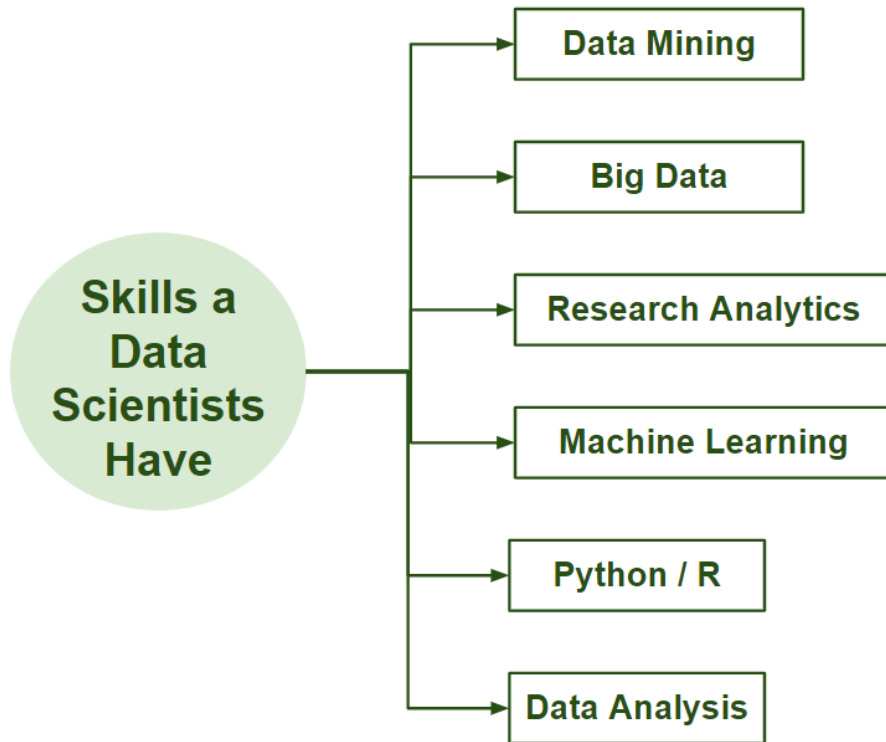 Data Mining
Big Data
Skills a
Data
Scientists
Have
Research Analytics
Machine Learning
Python / R
Data Analysis